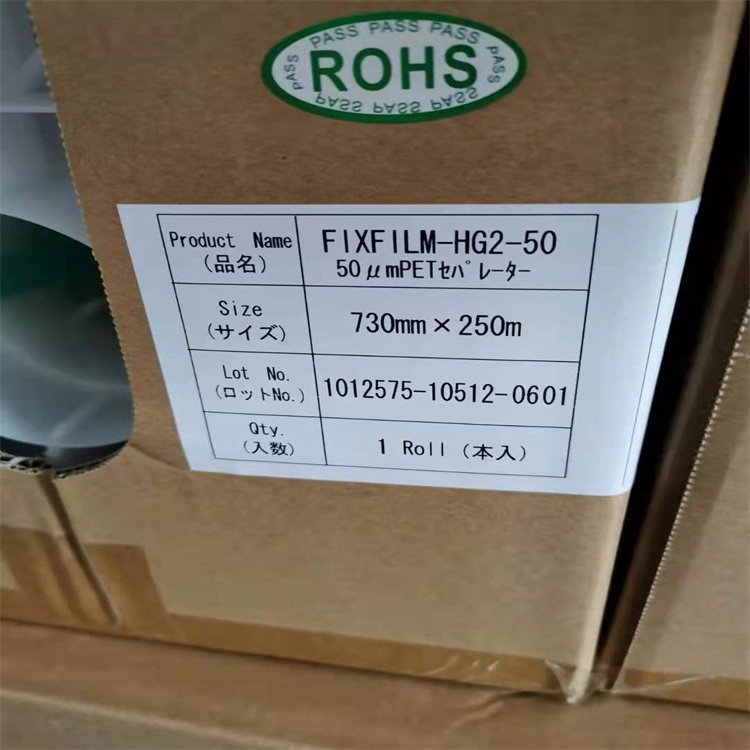 PASS PASS PASS PASS PASS
ROHS
PASS PASS PASS
Product Name
(品名)
FIXFILM-HG2-50
50μmPETｾﾊﾟﾚｰﾀｰ
Size
(サイズ)
730mm×250m
Lot No.
(ロットNo.)
1012575-10512-0601
Qty.
(入数)
1 Roll (本入)